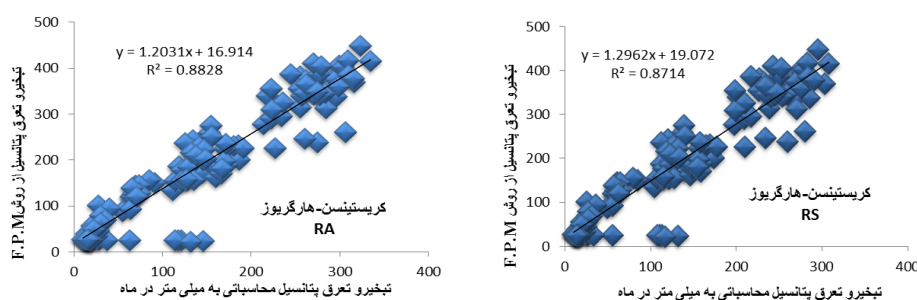 500
400
300
200
100
0
0
100
200
300
400
y = 1.2031x + 16.914
R² = 0.8828
کریستینسن-هارگریوز
RA
تبخیرو تعرق پتانسیل از روش F.P.M
تبخیرو تعرق پتانسیل محاسباتی به میلی متر در ماه
500
400
300
200
100
0
0
100
200
300
400
y = 1.2962x + 19.072
R² = 0.8714
کریستینسن-هارگریوز
RS
تبخیرو تعرق پتانسیل از روش F.P.M
تبخیرو تعرق پتانسیل محاسباتی به میلی متر در ماه